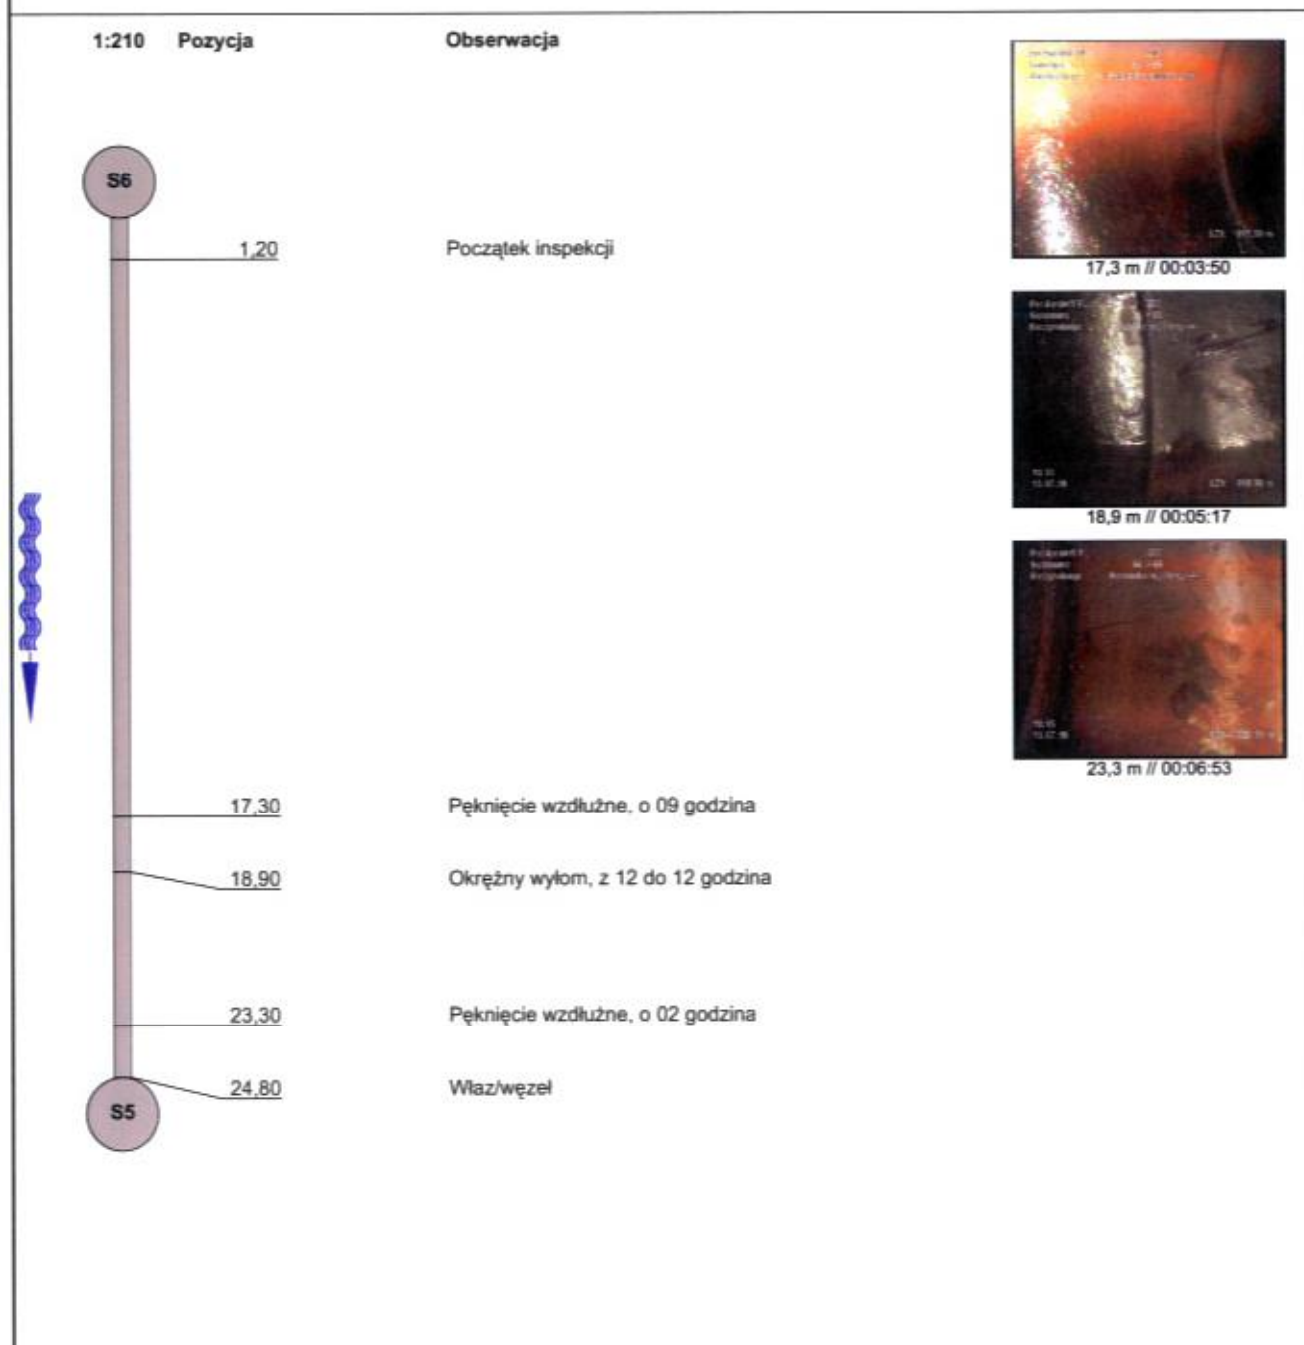 1:210 Pozycja Obserwacja
S6
1,20 Początek inspekcji
17,3 m // 00:03:50
18,9 m // 00:05:17
23,3 m // 00:06:53
17,30 Pęknięcie wzdłużne, o 09 godzina
18,90 Okrężny wyłom, z 12 do 12 godzina
23,30 Pęknięcie wzdłużne, o 02 godzina
24,80 Właz/węzeł
S5